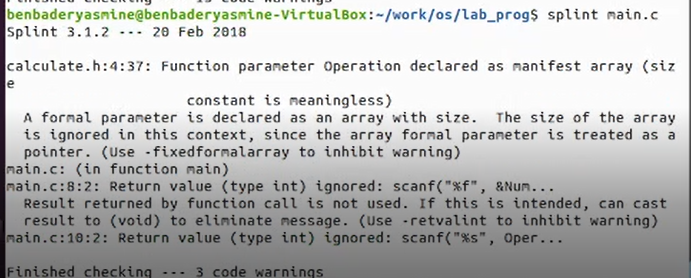 Finished checking --- 3 code warnings
benbaderyasmine@benbaderyasmine-VirtualBox:~/work/os/lab_prog$ splint main.c
Splint 3.1.2 --- 20 Feb 2018
calculate.h:4:37: Function parameter Operation declared as manifest array (siz
e
constant is meaningless)
A formal parameter is declared as an array with size.  The size of the array
is ignored in this context, since the array formal parameter is treated as a
pointer. (Use -fixedformalarray to inhibit warning)
main.c: (in function main)
main.c:8:2: Return value (type int) ignored: scanf("%f", &Num...
Result returned by function call is not used. If this is intended, can cast
result to (void) to eliminate message. (Use -retvalint to inhibit warning)
main.c:10:2: Return value (type int) ignored: scanf("%s", Oper...
Finished checking --- 3 code warnings